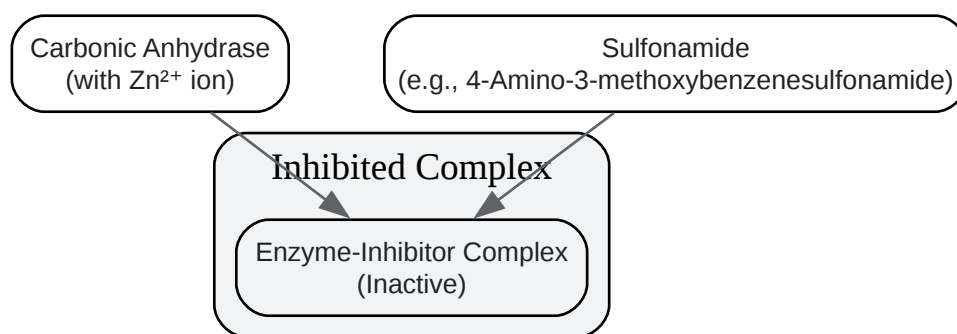 Carbonic Anhydrase
(with Zn²⁺ ion)
Sulfonamide
(e.g., 4-Amino-3-methoxybenzenesulfonamide)
Inhibited Complex
Enzyme-Inhibitor Complex
(Inactive)